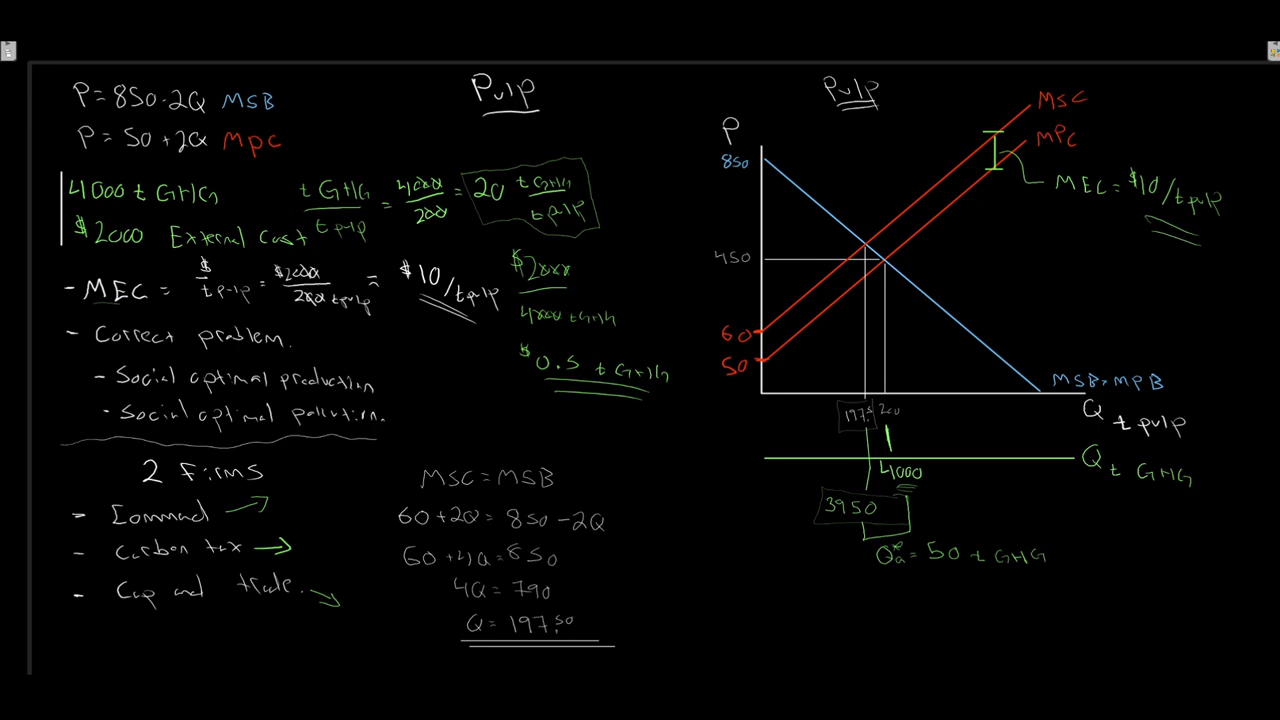 P = 850-2Q MSB
P = 50 + 2Q MPC
4000 t GHG
$2000 External Cost
t GHG / t pulp = 4000 / 200 = 20 t GHG / t pulp
- MEC = $ / t pulp = $2000 / 200 t pulp = $10/t pulp
$2000 / 4000 t GHG
$0.5 t GHG
- Correct problem.
- Social optimal production
- Social optimal pollution.
2 Firms
- Command
- Carbon tax
- Cap and trade.
Pulp
MSC = MSB
60 + 2Q = 850 - 2Q
60 + 4Q = 850
4Q = 790
Q = 197.50
Pulp
P
850
450
60
50
MSC
MPC
MEC = $10/t pulp
MSB = MPB
Q t pulp
197.5 200
Q t GHG
4000
3950
Qa* = 50 t GHG